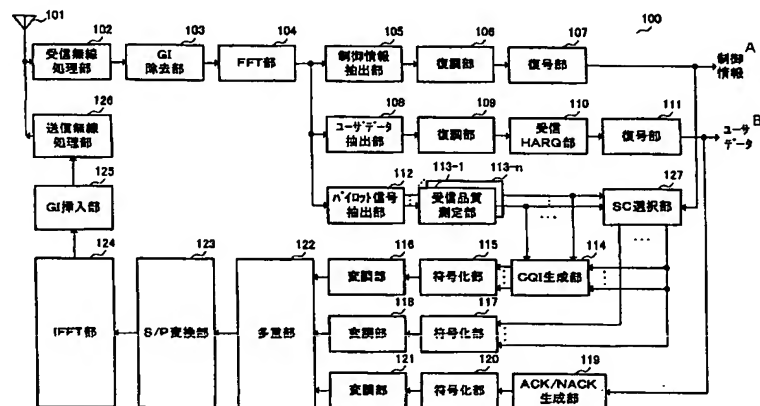 101
100
102
103
104
105
106
107
受信無線
処理部
GI
除去部
FFT部
制御情報
抽出部
復調部
復号部
A
制御
情報
126
108
109
110
111
送信無線
処理部
ユーザデータ
抽出部
復調部
受信
HARQ部
復号部
B
ユーザ
データ
125
112
113-1
113-n
127
GI挿入部
パイロット信号
抽出部
受信品質
測定部
SC選択部
124
123
122
116
115
114
変調部
符号化部
CQI生成部
118
117
IFFT部
S/P変換部
多重部
変調部
符号化部
121
120
119
変調部
符号化部
ACK/NACK
生成部